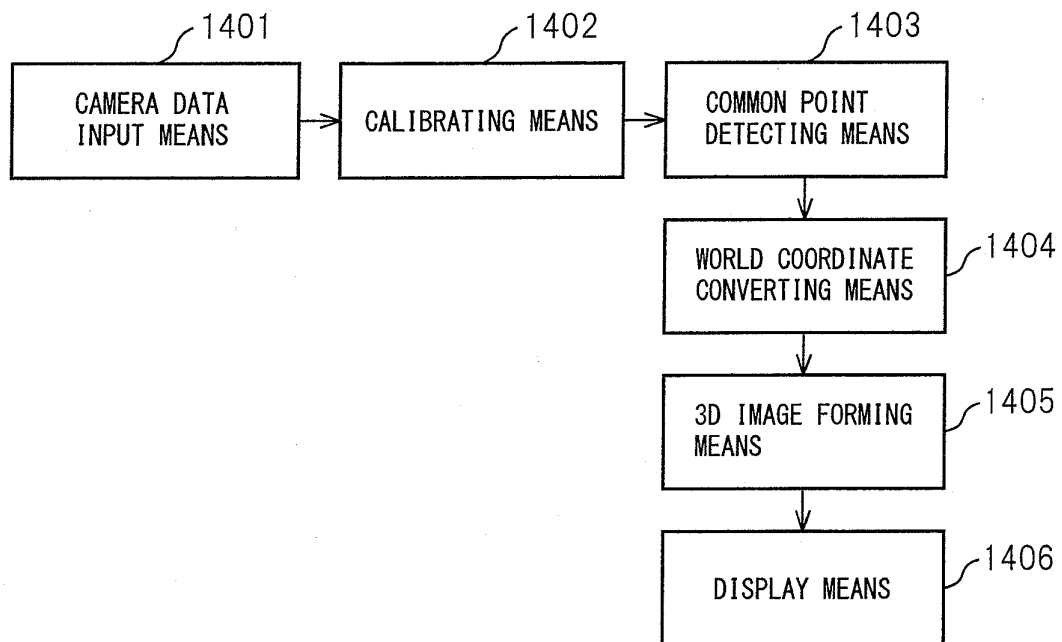 1401
CAMERA DATA
INPUT MEANS
1402
CALIBRATING MEANS
1403
COMMON POINT
DETECTING MEANS
1404
WORLD COORDINATE
CONVERTING MEANS
1405
3D IMAGE FORMING
MEANS
1406
DISPLAY MEANS